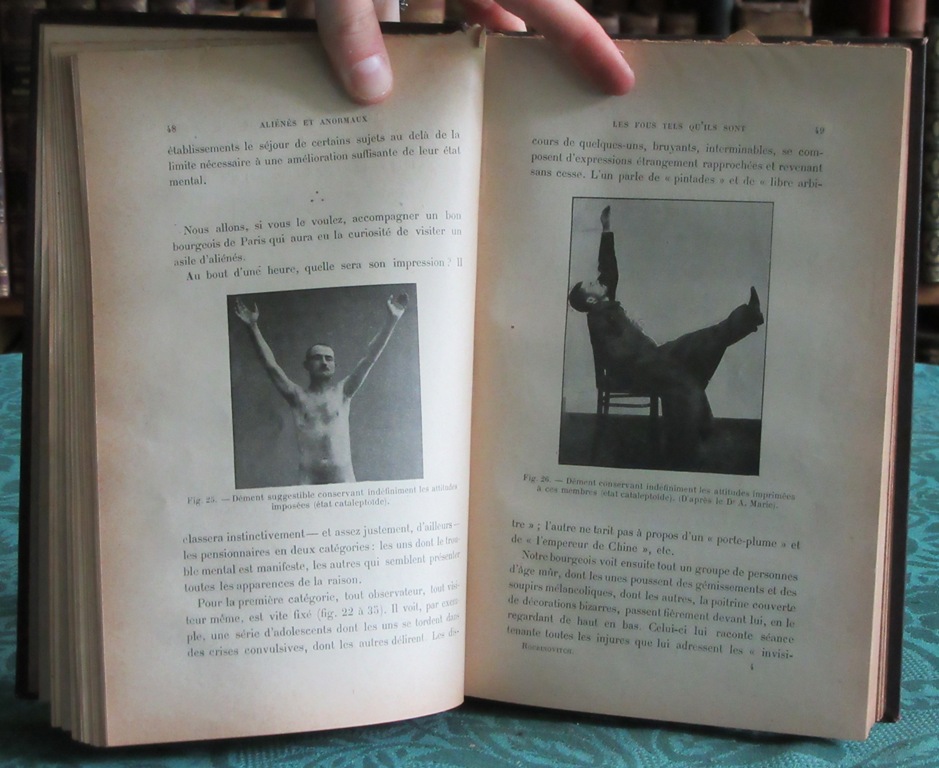 48
ALIÉNÉS ET ANORMAUX
établissements le séjour de certains sujets au delà de la
limite nécessaire à une amélioration suffisante de leur état
mental.
Nous allons, si vous le voulez, accompagner un bon
bourgeois de Paris qui aura eu la curiosité de visiter un
asile d'aliénés.
Au bout d'une heure, quelle sera son impression? Il
Fig. 25. — Dément suggestible conservant indéfiniment les attitudes
imposées (état cataleptoïde).
classera instinctivement — et assez justement, d'ailleurs —
les pensionnaires en deux catégories : les uns dont le trou-
ble mental est manifeste, les autres qui semblent présenter
toutes les apparences de la raison.
Pour la première catégorie, tout observateur, tout visi-
teur même, est vite fixé (fig. 22 à 35). Il voit, par exem-
ple, une série d'adolescents dont les uns se tordent dans
des crises convulsives, dont les autres délirent. Les dis-
LES FOUS TELS QU'ILS SONT
49
cours de quelques-uns, bruyants, interminables, se com-
posent d'expressions étrangement rapprochées et revenant
sans cesse. L'un parle de « pintades » et de « libre arbi-
Fig. 26. — Dément conservant indéfiniment les attitudes imprimées
à ces membres (état cataleptoïde). (D'après le Dr A. Marie).
tre » ; l'autre ne tarit pas à propos d'un « porte-plume » et
de « l'empereur de Chine », etc.
Notre bourgeois voit ensuite tout un groupe de personnes
d'âge mûr, dont les unes poussent des gémissements et des
soupirs mélancoliques, dont les autres, la poitrine couverte
de décorations bizarres, passent fièrement devant lui, en le
regardant de haut en bas. Celui-ci lui raconte séance
tenante toutes les injures que lui adressent les « invisi-
ROUBINOVITCH.
4